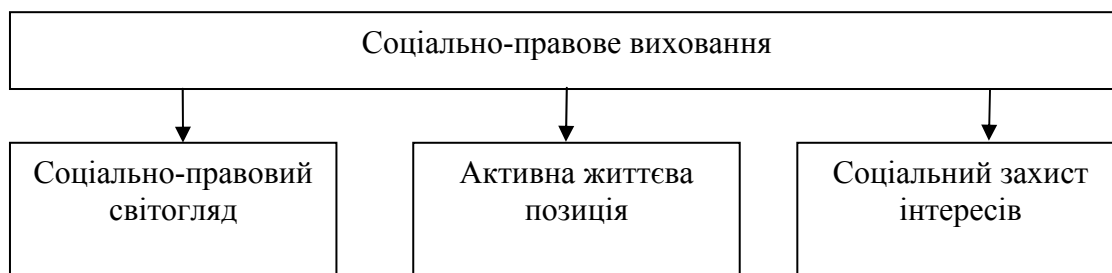 Соціально-правове виховання
Соціально-правовий
світогляд
Активна життєва
позиція
Соціальний захист
інтересів